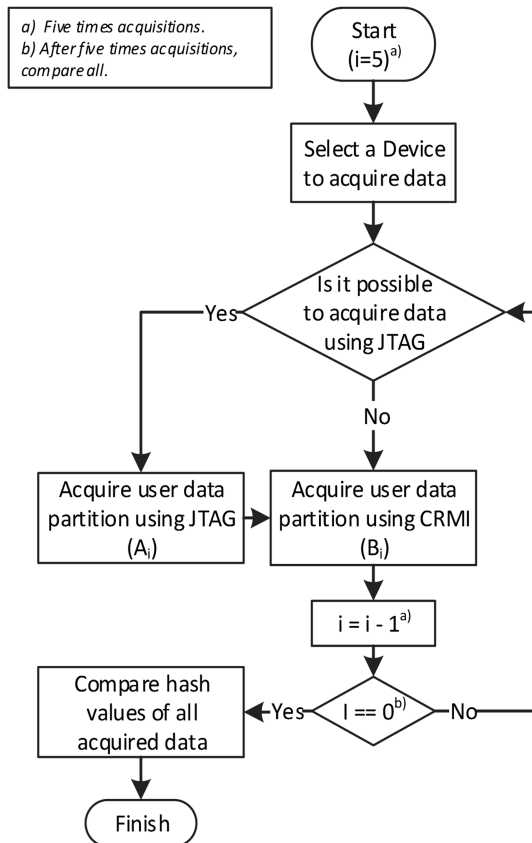 a) Five times acquisitions.
b) After five times acquisitions,
compare all.
Start
(i=5)a)
Select a Device
to acquire data
Is it possible
to acquire data
using JTAG
Yes
No
Acquire user data
partition using JTAG
(Ai)
Acquire user data
partition using CRMI
(Bi)
i = i - 1a)
I == 0b)
Yes
No
Compare hash
values of all
acquired data
Finish